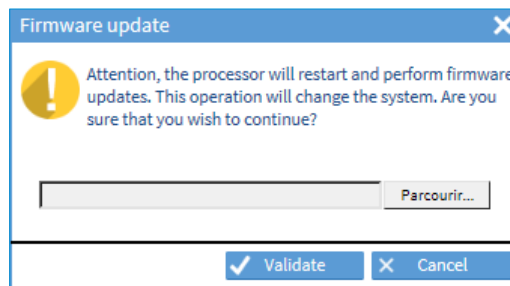 Firmware update
Attention, the processor will restart and perform firmware
updates. This operation will change the system. Are you
sure that you wish to continue?
Parcourir...
Validate
Cancel